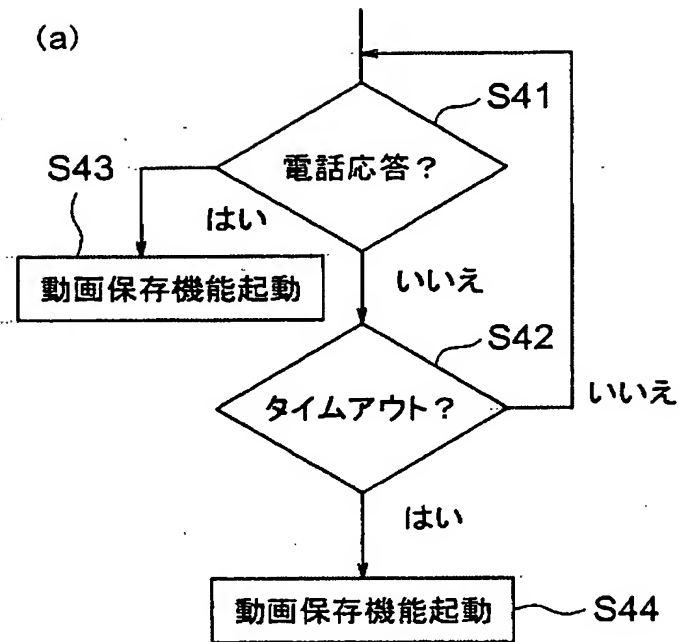 (a)
S41
電話応答?
S43
はい
動画保存機能起動
いいえ
S42
タイムアウト?
いいえ
はい
動画保存機能起動
S44